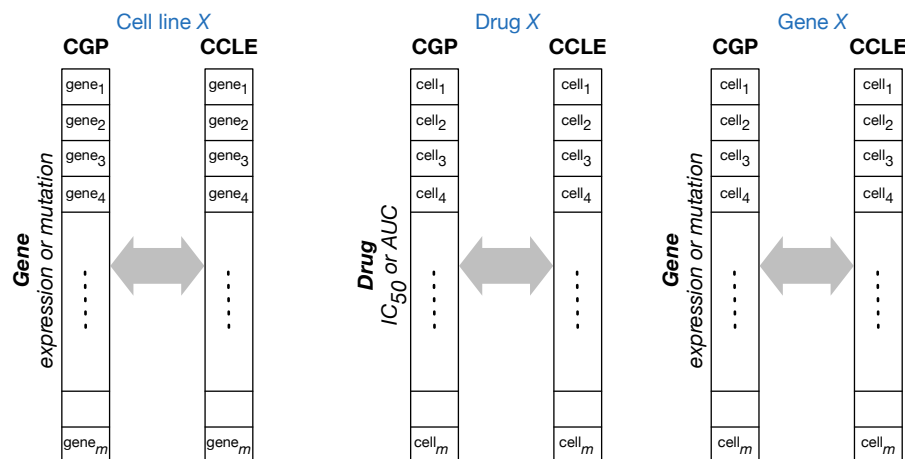 Cell line X
CGP CCLE
Gene
expression or mutation
gene1 gene1
gene2 gene2
gene3 gene3
gene4 gene4
genem genem
Drug X
CGP CCLE
Drug
IC50 or AUC
cell1 cell1
cell2 cell2
cell3 cell3
cell4 cell4
cellm cellm
Gene X
CGP CCLE
Gene
expression or mutation
cell1 cell1
cell2 cell2
cell3 cell3
cell4 cell4
cellm cellm